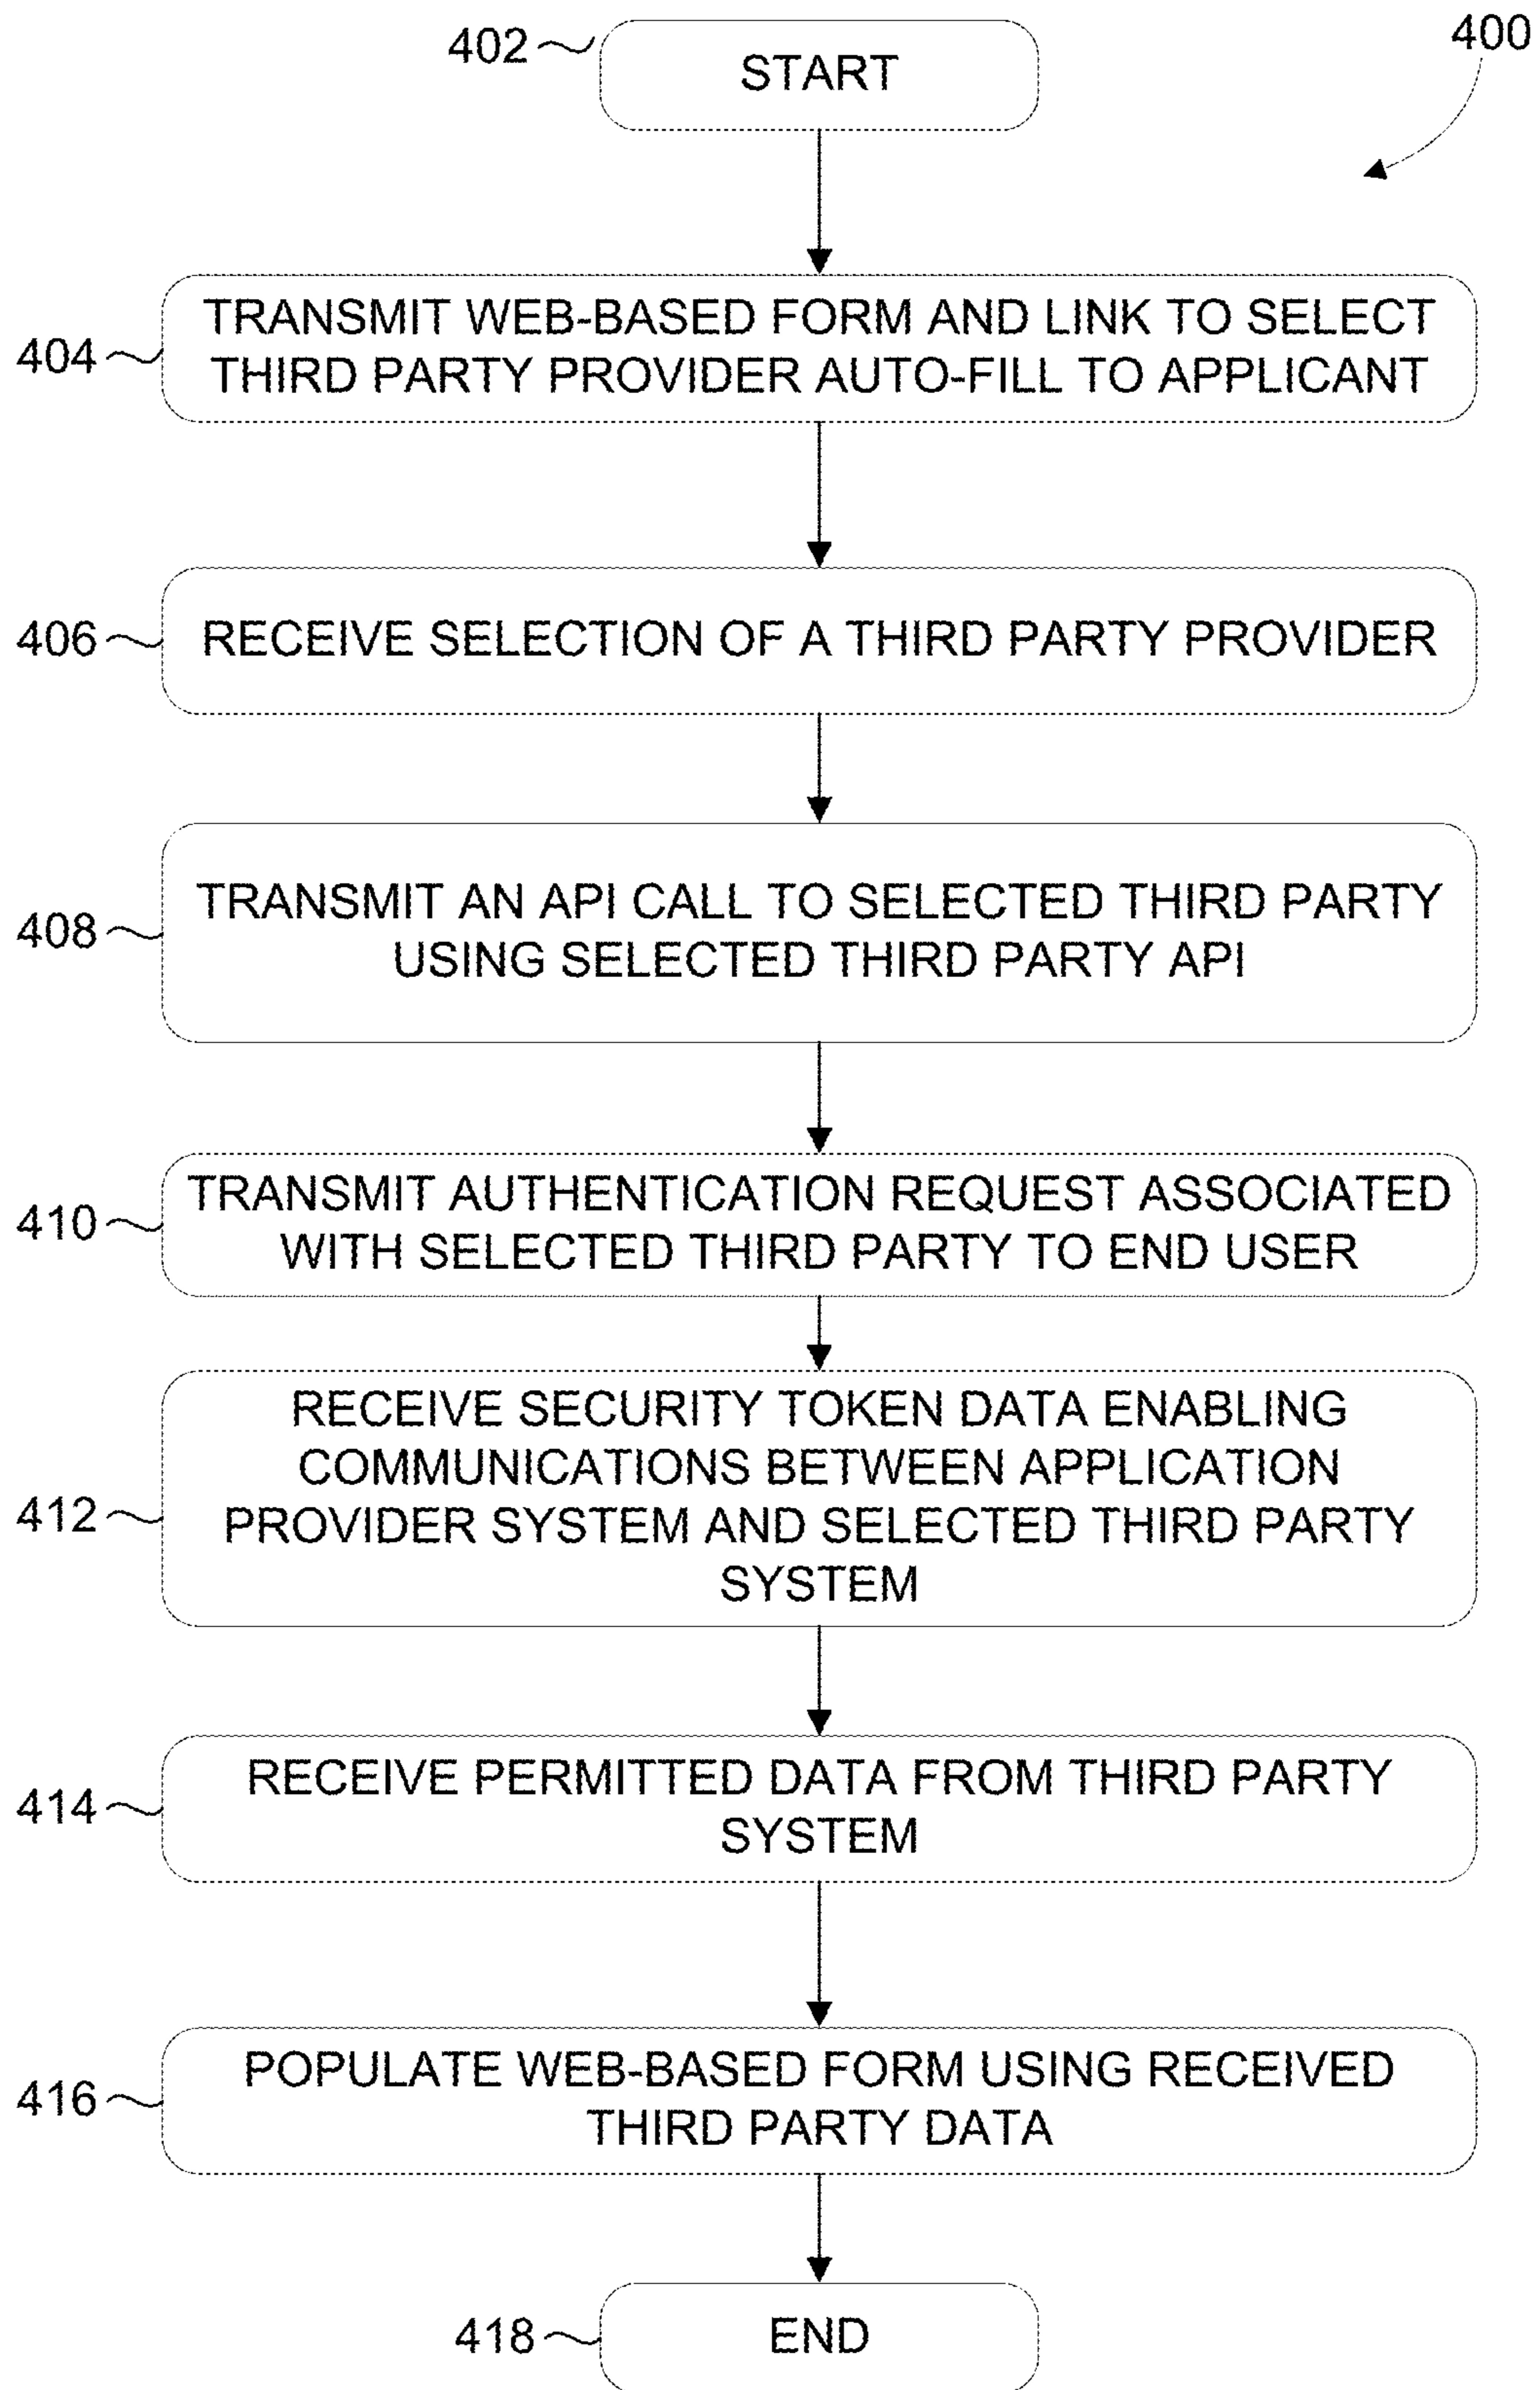 402
START
400
404
TRANSMIT WEB-BASED FORM AND LINK TO SELECT
THIRD PARTY PROVIDER AUTO-FILL TO APPLICANT
406
RECEIVE SELECTION OF A THIRD PARTY PROVIDER
408
TRANSMIT AN API CALL TO SELECTED THIRD PARTY
USING SELECTED THIRD PARTY API
410
TRANSMIT AUTHENTICATION REQUEST ASSOCIATED
WITH SELECTED THIRD PARTY TO END USER
412
RECEIVE SECURITY TOKEN DATA ENABLING
COMMUNICATIONS BETWEEN APPLICATION
PROVIDER SYSTEM AND SELECTED THIRD PARTY
SYSTEM
414
RECEIVE PERMITTED DATA FROM THIRD PARTY
SYSTEM
416
POPULATE WEB-BASED FORM USING RECEIVED
THIRD PARTY DATA
418
END